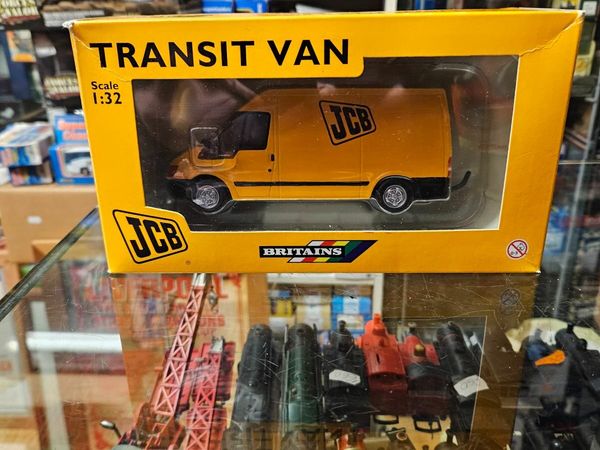 TRANSIT VAN
Scale
1:32
JCB
JCB
BRITAINS